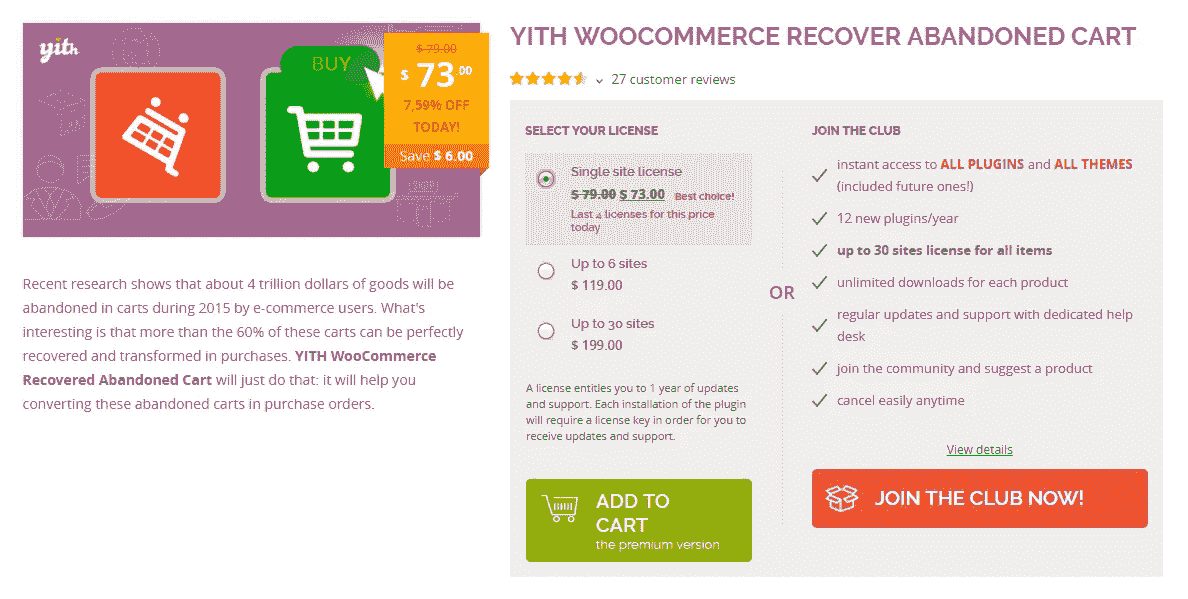 yith
BUY
$ 79.00
$ 73.00
7,59% OFF
TODAY!
Save $ 6.00
Recent research shows that about 4 trillion dollars of goods will be
abandoned in carts during 2015 by e-commerce users. What's
interesting is that more than the 60% of these carts can be perfectly
recovered and transformed in purchases. YITH WooCommerce
Recovered Abandoned Cart will just do that: it will help you
converting these abandoned carts in purchase orders.
YITH WOOCOMMERCE RECOVER ABANDONED CART
27 customer reviews
SELECT YOUR LICENSE
Single site license
$ 79.00 $ 73.00 Best choice!
Last 4 licenses for this price
today
Up to 6 sites
$ 119.00
Up to 30 sites
$ 199.00
A license entitles you to 1 year of updates
and support. Each installation of the plugin
will require a license key in order for you to
receive updates and support.
ADD TO
CART
the premium version
OR
JOIN THE CLUB
instant access to ALL PLUGINS and ALL THEMES
(included future ones!)
12 new plugins/year
up to 30 sites license for all items
unlimited downloads for each product
regular updates and support with dedicated help
desk
join the community and suggest a product
cancel easily anytime
View details
JOIN THE CLUB NOW!